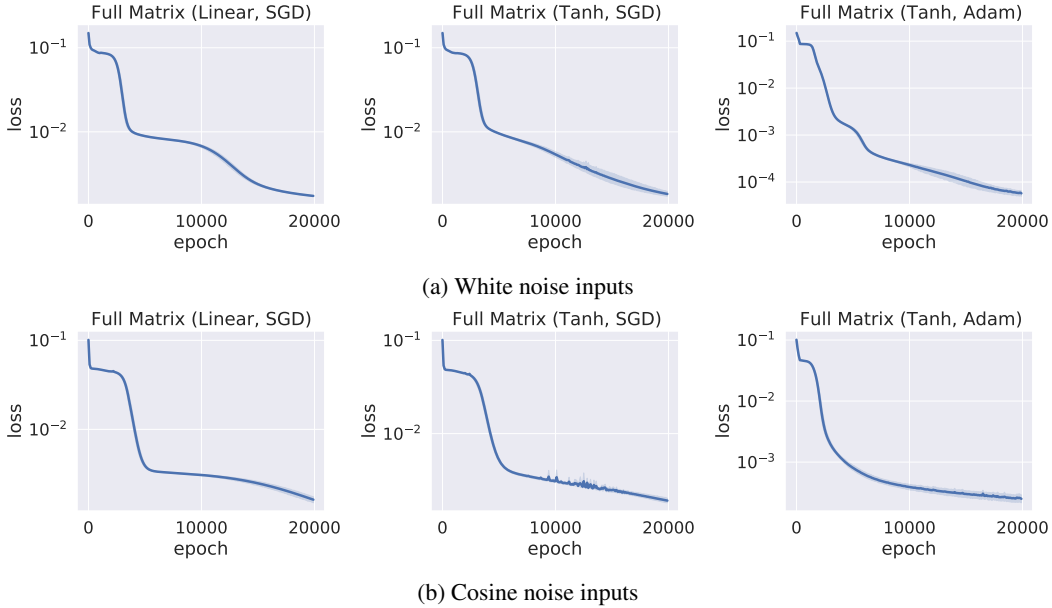 Full Matrix (Linear, SGD) Full Matrix (Tanh, SGD) Full Matrix (Tanh, Adam)
loss 10⁻¹ 10⁻² loss 10⁻¹ 10⁻² loss 10⁻¹ 10⁻² 10⁻³ 10⁻⁴
0 10000 20000 0 10000 20000 0 10000 20000
epoch epoch epoch
(a) White noise inputs
Full Matrix (Linear, SGD) Full Matrix (Tanh, SGD) Full Matrix (Tanh, Adam)
loss 10⁻¹ 10⁻² loss 10⁻¹ 10⁻² loss 10⁻¹ 10⁻² 10⁻³
0 10000 20000 0 10000 20000 0 10000 20000
epoch epoch epoch
(b) Cosine noise inputs